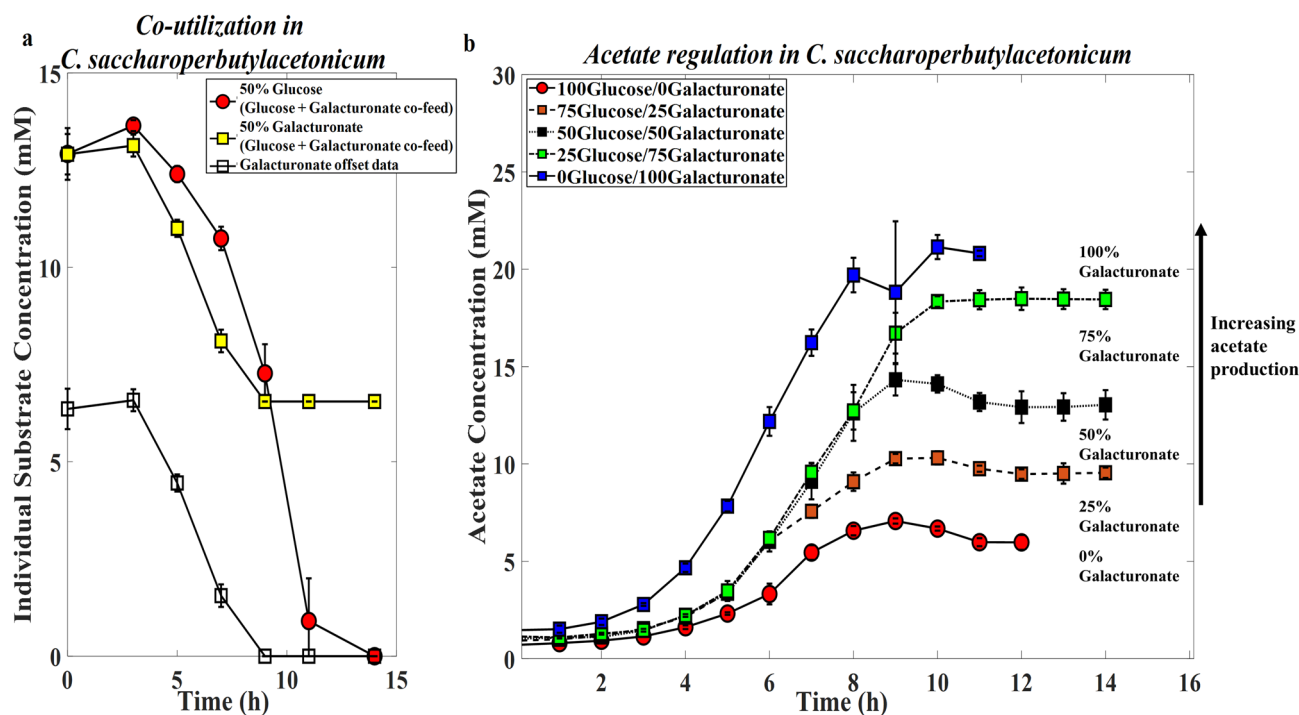 a
Co-utilization in
C. saccharoperbutylacetonicum
Individual Substrate Concentration (mM)
15
10
5
0
0
5
10
15
Time (h)
50% Glucose
(Glucose + Galacturonate co-feed)
50% Galacturonate
(Glucose + Galacturonate co-feed)
Galacturonate offset data
b
Acetate regulation in C. saccharoperbutylacetonicum
Acetate Concentration (mM)
30
25
20
15
10
5
0
2
4
6
8
10
12
14
16
Time (h)
100Glucose/0Galacturonate
75Glucose/25Galacturonate
50Glucose/50Galacturonate
25Glucose/75Galacturonate
0Glucose/100Galacturonate
100%
Galacturonate
75%
Galacturonate
50%
Galacturonate
25%
Galacturonate
0%
Galacturonate
Increasing
acetate
production